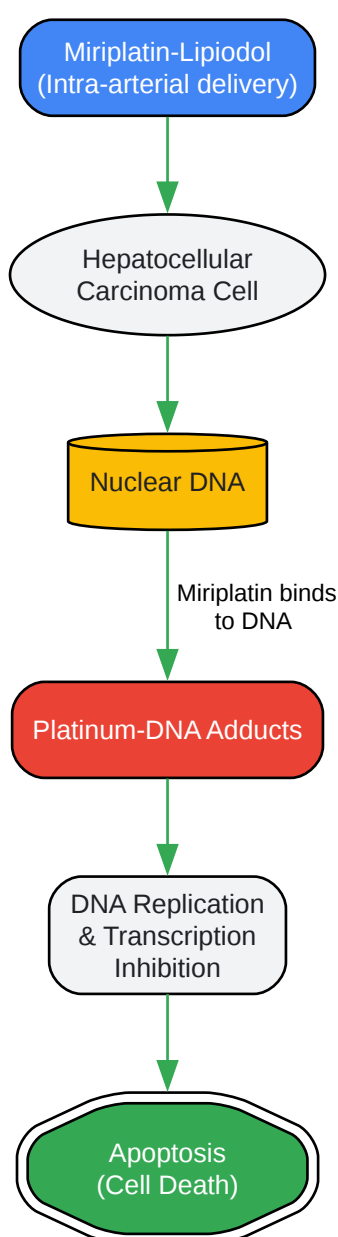 Miriplatin-Lipiodol
(Intra-arterial delivery)
Hepatocellular
Carcinoma Cell
Nuclear DNA
Miriplatin binds
to DNA
Platinum-DNA Adducts
DNA Replication
& Transcription
Inhibition
Apoptosis
(Cell Death)